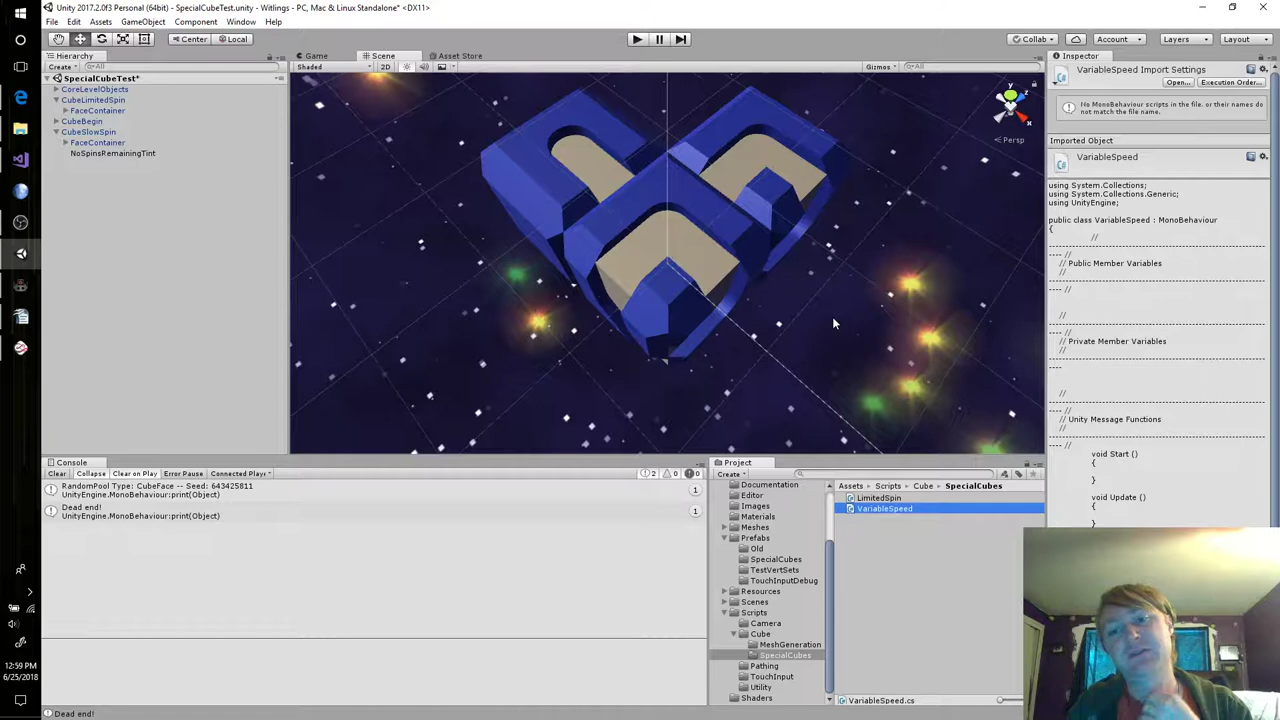 Unity 2017.2.0f3 Personal (64bit) - SpecialCubeTest.unity - Witlings - PC, Mac & Linux Standalone* <DX11>
File Edit Assets GameObject Component Window Help
Center Local
Collab Account Layers Layout
Hierarchy
Game Scene Asset Store
Inspector
Create All
Shaded 2D Gizmos All
SpecialCubeTest*
CoreLevelObjects
CubeLimitedSpin
FaceContainer
CubeBegin
CubeSlowSpin
FaceContainer
NoSpinsRemainingTint
y
Persp
VariableSpeed Import Settings
Open... Execution Order...
No MonoBehaviour scripts in the file, or their names do
not match the file name.
Imported Object
VariableSpeed
using System.Collections;
using System.Collections.Generic;
using UnityEngine;
public class VariableSpeed : MonoBehaviour
{
//
---- //
// Public Member Variables
//
---- //
//
---- //
// Private Member Variables
//
----
//
---- //
// Unity Message Functions
//
---- //
void Start ()
{
}
void Update ()
{
}
Console
Clear Collapse Clear on Play Error Pause Connected Playe
2 0 0
RandomPool Type: CubeFace -- Seed: 643425811
UnityEngine.MonoBehaviour:print(Object)
1
Dead end!
UnityEngine.MonoBehaviour:print(Object)
1
Dead end!
Project
Create
Documentation
Editor
Images
Materials
Meshes
Prefabs
Old
SpecialCubes
TestVertSets
TouchInputDebug
Resources
Scenes
Scripts
Camera
Cube
MeshGeneration
SpecialCubes
Pathing
TouchInput
Utility
Shaders
Assets Scripts Cube SpecialCubes
LimitedSpin
VariableSpeed
VariableSpeed.cs
12:59 PM
6/25/2018